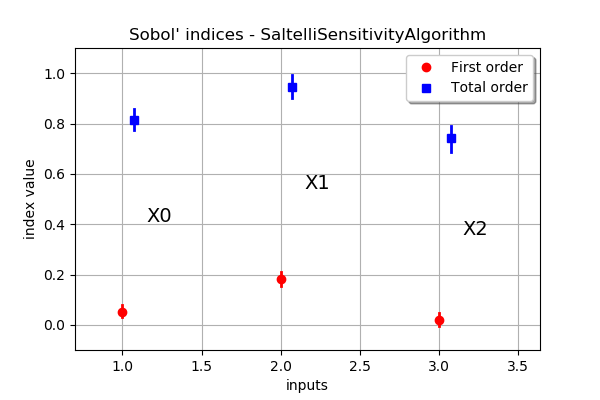 Sobol' indices - SaltelliSensitivityAlgorithm
First order
Total order
1.0
0.8
0.6
0.4
0.2
0.0
index value
X0
X1
X2
1.0 1.5 2.0 2.5 3.0 3.5
inputs